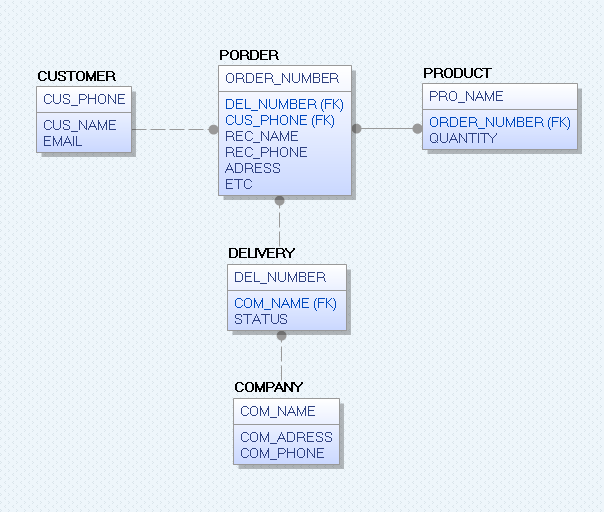 CUSTOMER
CUS_PHONE
CUS_NAME
EMAIL
PORDER
ORDER_NUMBER
DEL_NUMBER (FK)
CUS_PHONE (FK)
REC_NAME
REC_PHONE
ADRESS
ETC
PRODUCT
PRO_NAME
ORDER_NUMBER (FK)
QUANTITY
DELIVERY
DEL_NUMBER
COM_NAME (FK)
STATUS
COMPANY
COM_NAME
COM_ADRESS
COM_PHONE